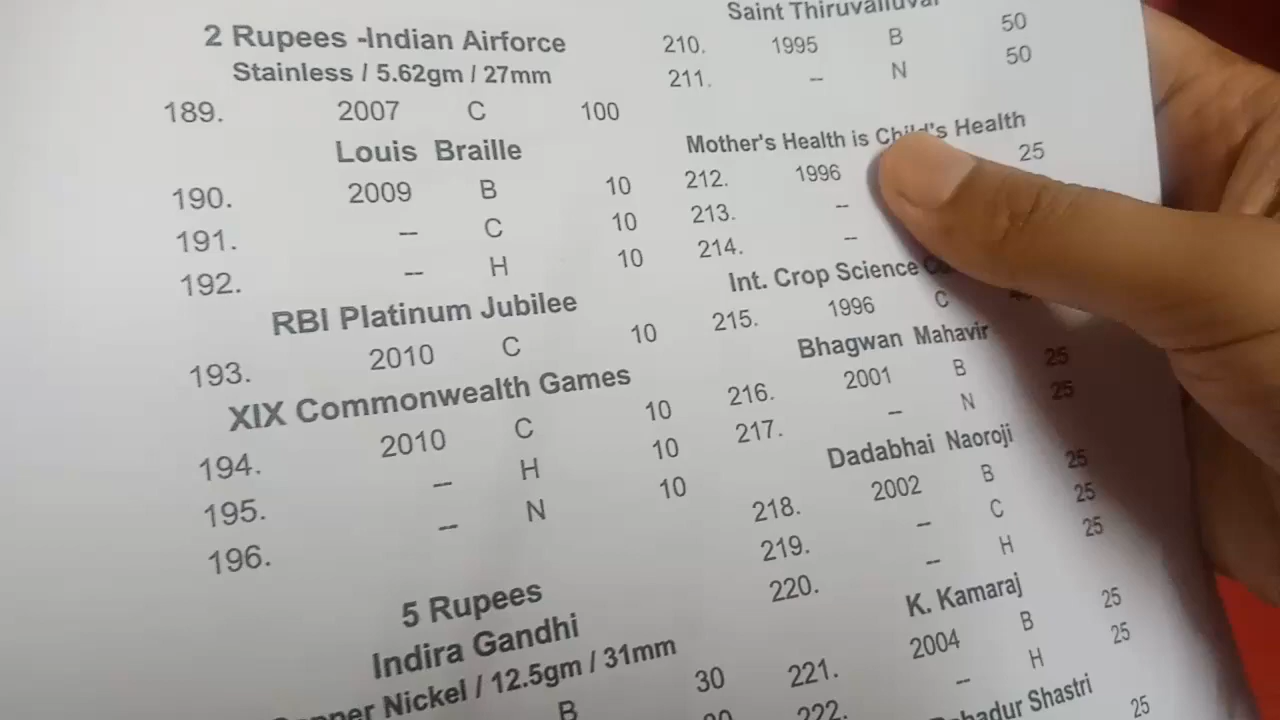 2 Rupees -Indian Airforce
Stainless / 5.62gm / 27mm
189. 2007 C 100
Louis Braille
190. 2009 B 10
191. -- C 10
192. -- H 10
RBI Platinum Jubilee
193. 2010 C 10
XIX Commonwealth Games
194. 2010 C 10
195. -- H 10
196. -- N 10
5 Rupees
Indira Gandhi
Nickel / 12.5gm / 31mm
B 30
Saint Thiruvalluvar
210. 1995 B 50
211. -- N 50
Mother's Health is Child's Health
212. 1996 25
213. --
214. --
Int. Crop Science
215. 1996 C
Bhagwan Mahavir
216. 2001 B 25
217. -- N 25
Dadabhai Naoroji
218. 2002 B 25
219. -- C 25
220. -- H 25
K. Kamaraj
221. 2004 B 25
222. -- H 25
Shastri
25